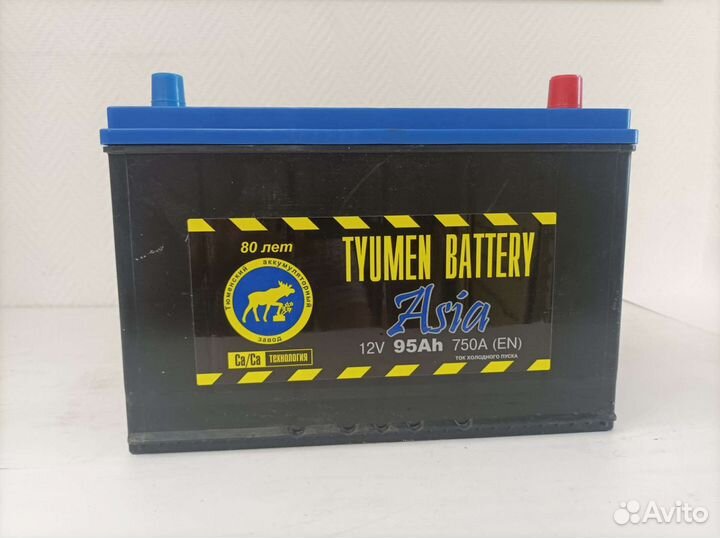 80 лет
Тюменский аккумуляторный
завод
Ca/Ca технология
TYUMEN BATTERY
Asia
12V 95Ah 750A (EN)
ТОК ХОЛОДНОГО ПУСКА
Avito